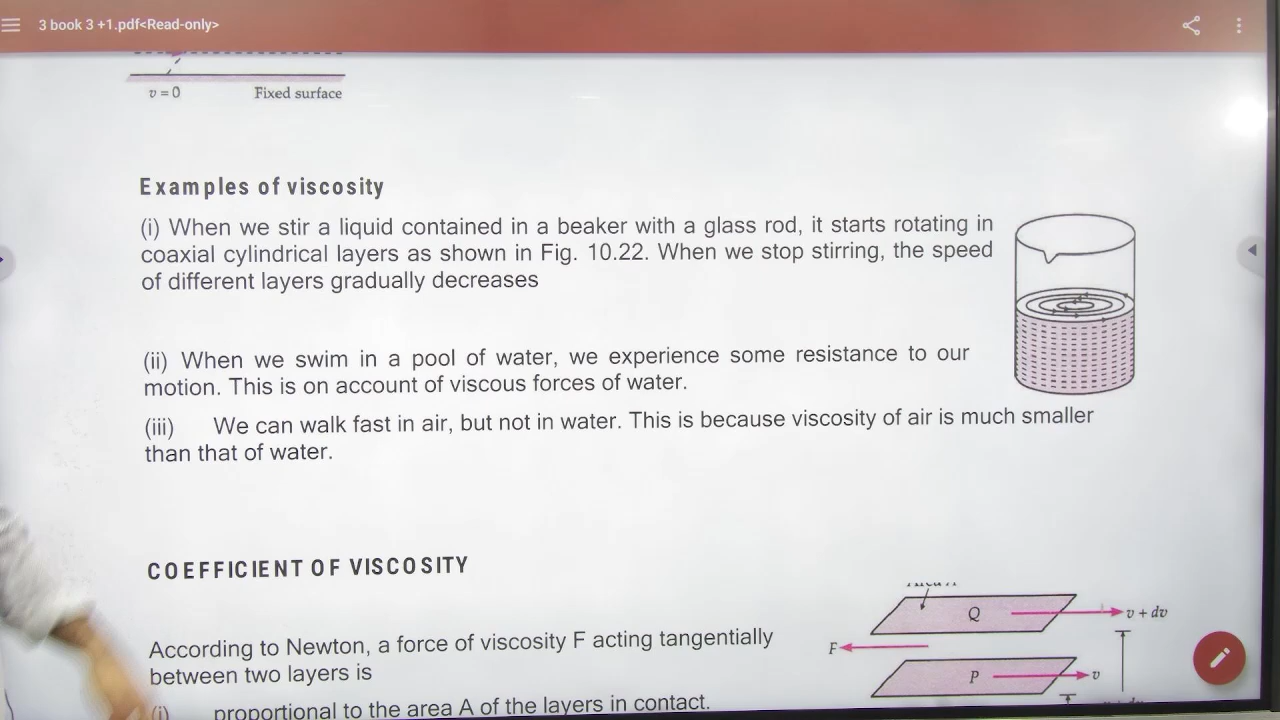 3 book 3 +1.pdf<Read-only>
v = 0
Fixed surface
Examples of viscosity
(i) When we stir a liquid contained in a beaker with a glass rod, it starts rotating in
coaxial cylindrical layers as shown in Fig. 10.22. When we stop stirring, the speed
of different layers gradually decreases
(ii) When we swim in a pool of water, we experience some resistance to our
motion. This is on account of viscous forces of water.
(iii) We can walk fast in air, but not in water. This is because viscosity of air is much smaller
than that of water.
COEFFICIENT OF VISCOSITY
Q
v + dv
F
P
v
According to Newton, a force of viscosity F acting tangentially
between two layers is
(i) proportional to the area A of the layers in contact.